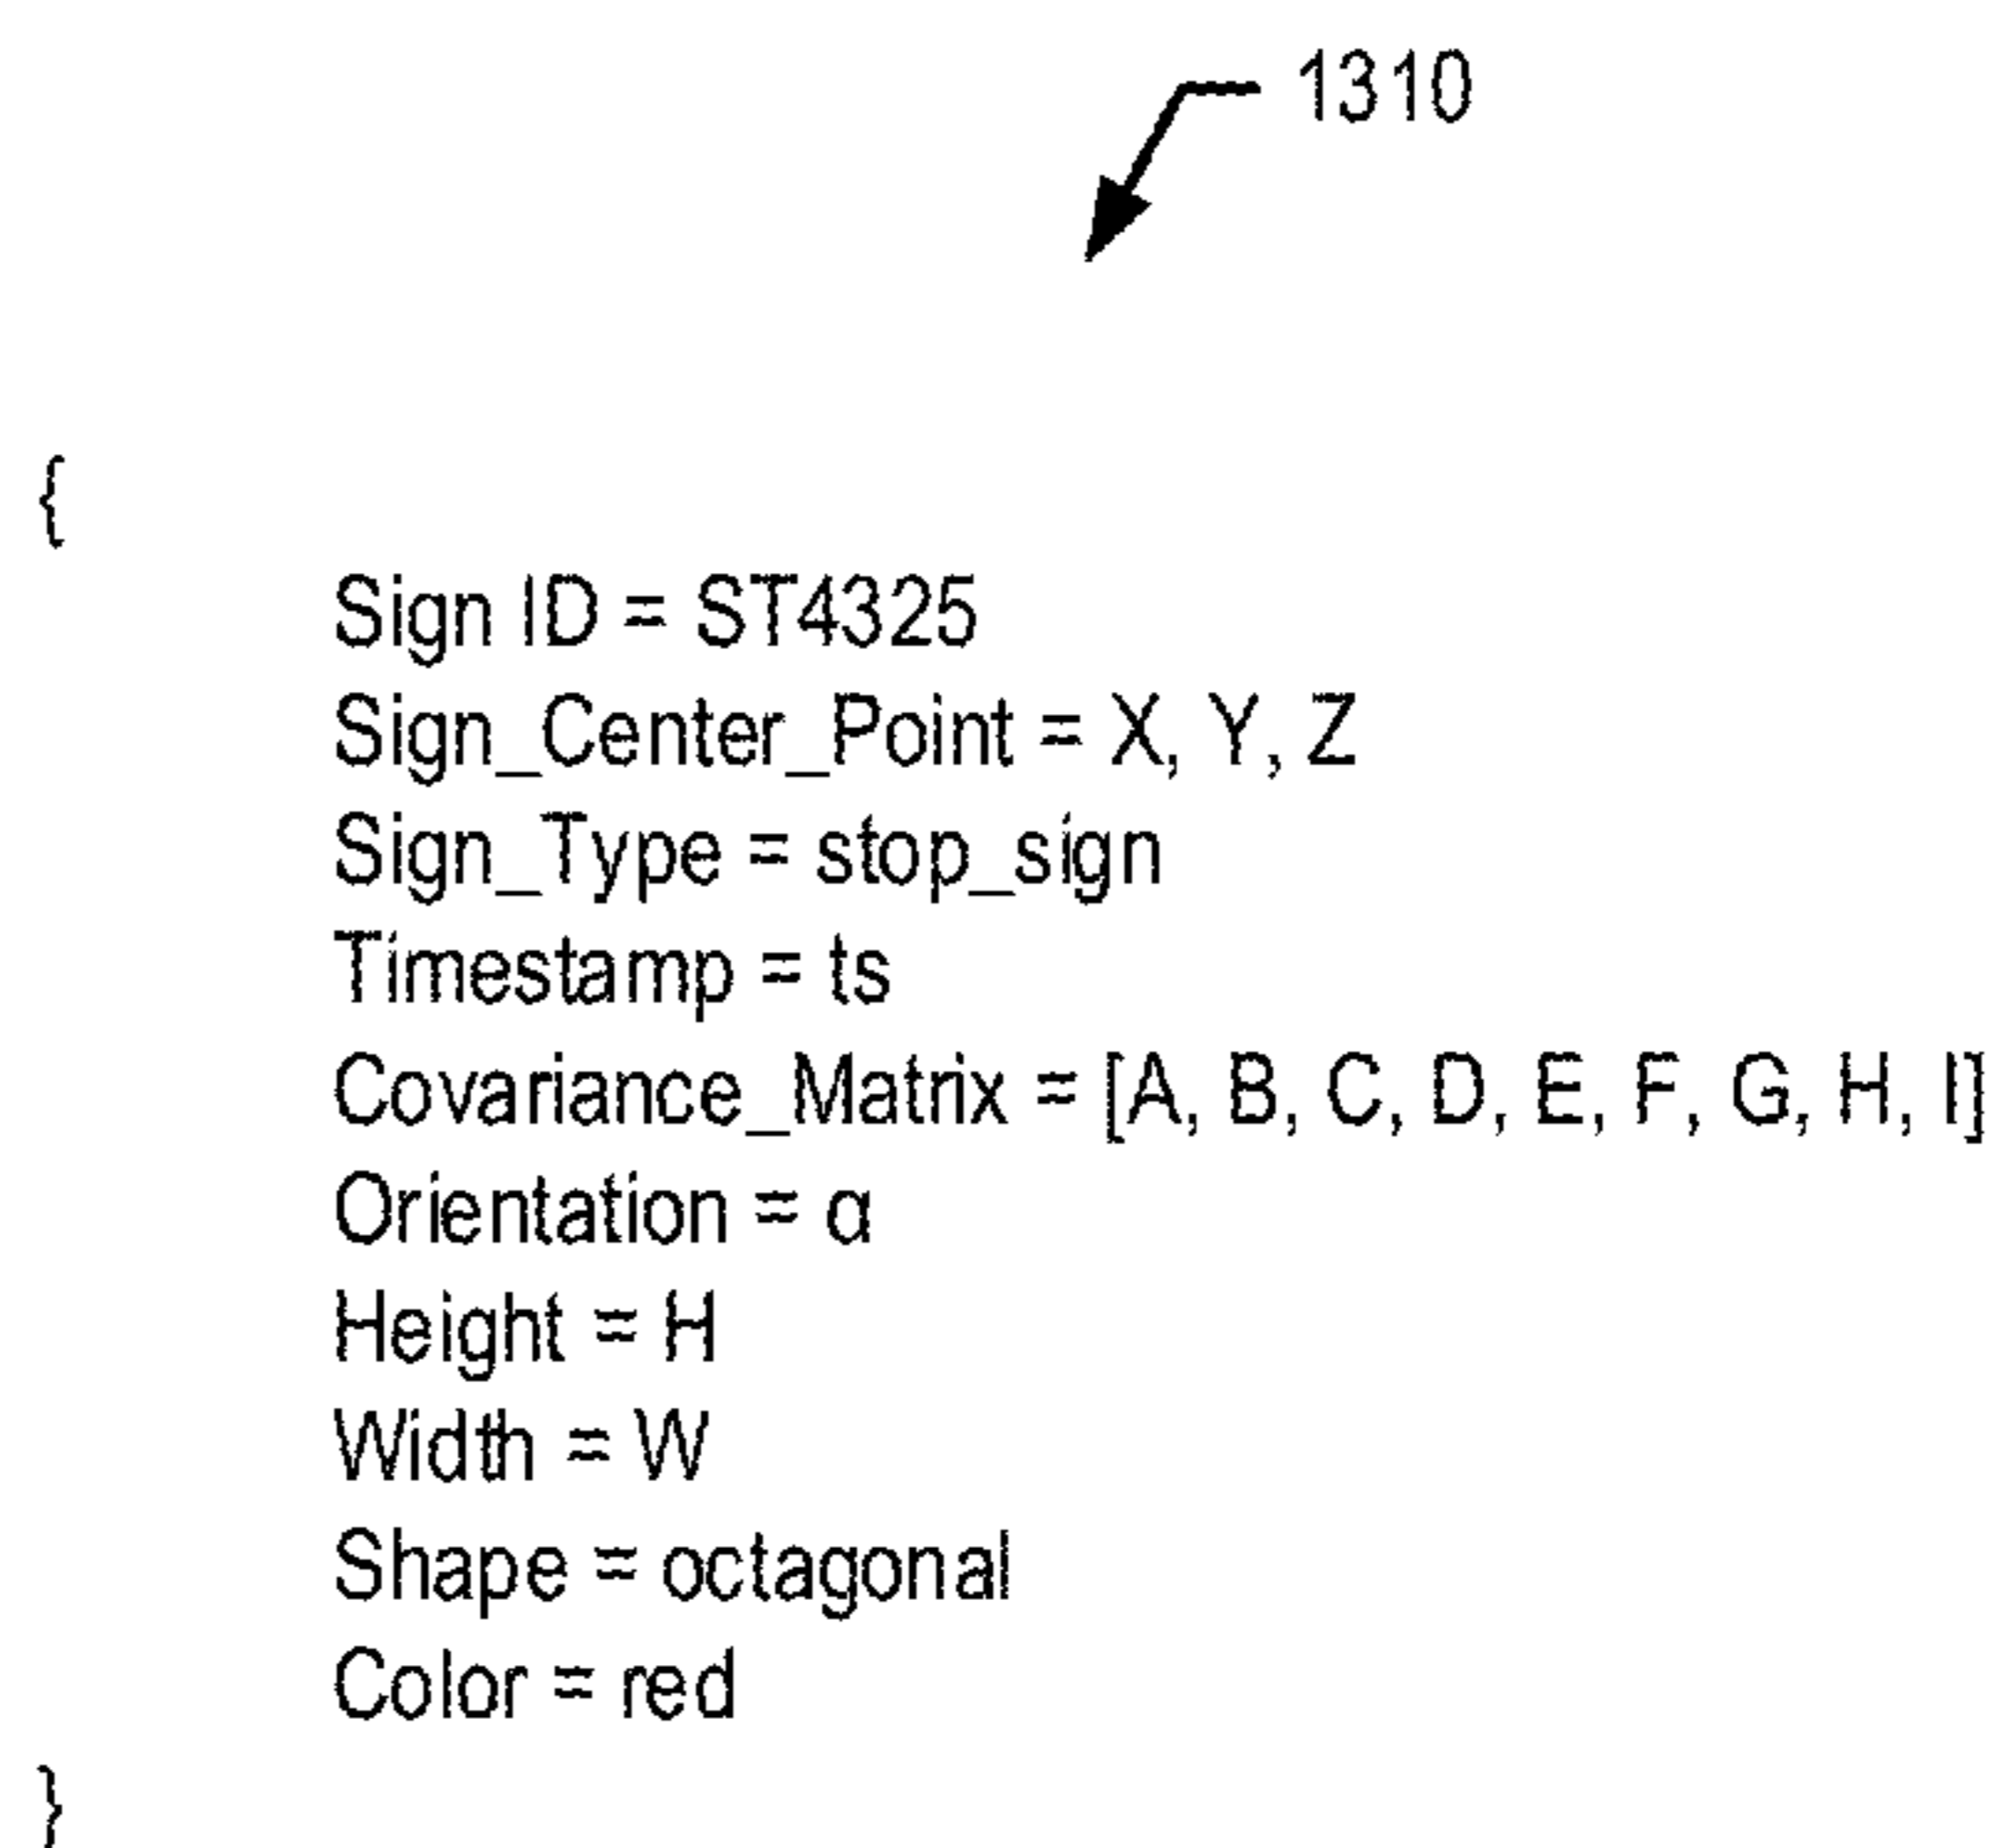 1310
{
Sign ID = ST4325
Sign_Center_Point = X, Y, Z
Sign_Type = stop_sign
Timestamp = ts
Covariance_Matrix = [A, B, C, D, E, F, G, H, I]
Orientation = α
Height = H
Width = W
Shape = octagonal
Color = red
}